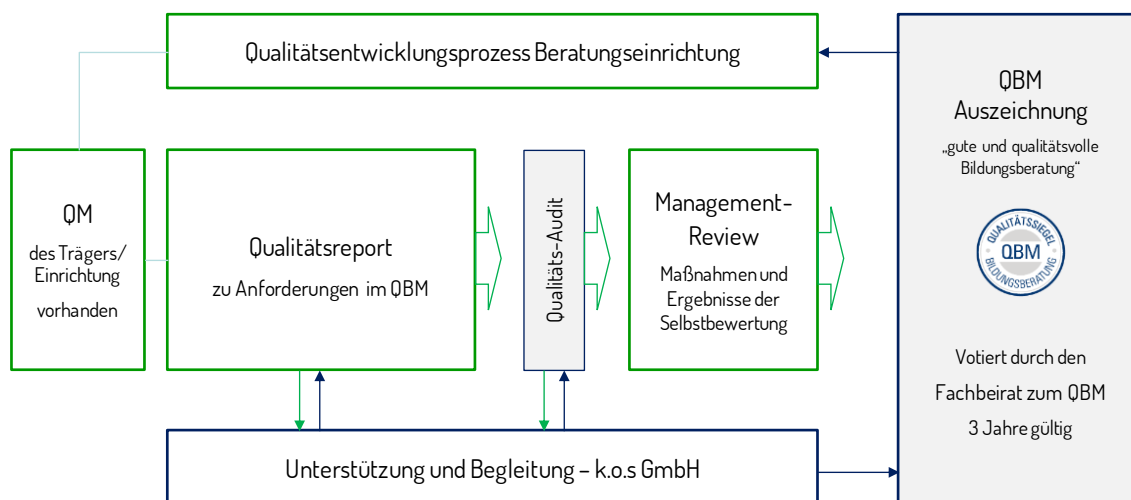 Qualitätsentwicklungsprozess Beratungseinrichtung
QM
des Trägers/
Einrichtung
vorhanden
Qualitätsreport
zu Anforderungen im QBM
Qualitäts-Audit
Management-
Review
Maßnahmen und
Ergebnisse der
Selbstbewertung
QBM
Auszeichnung
„gute und qualitätsvolle
Bildungsberatung“
QUALITÄTSSIEGEL
QBM
BILDUNGSBERATUNG
Votiert durch den
Fachbeirat zum QBM
3 Jahre gültig
Unterstützung und Begleitung – k.o.s GmbH